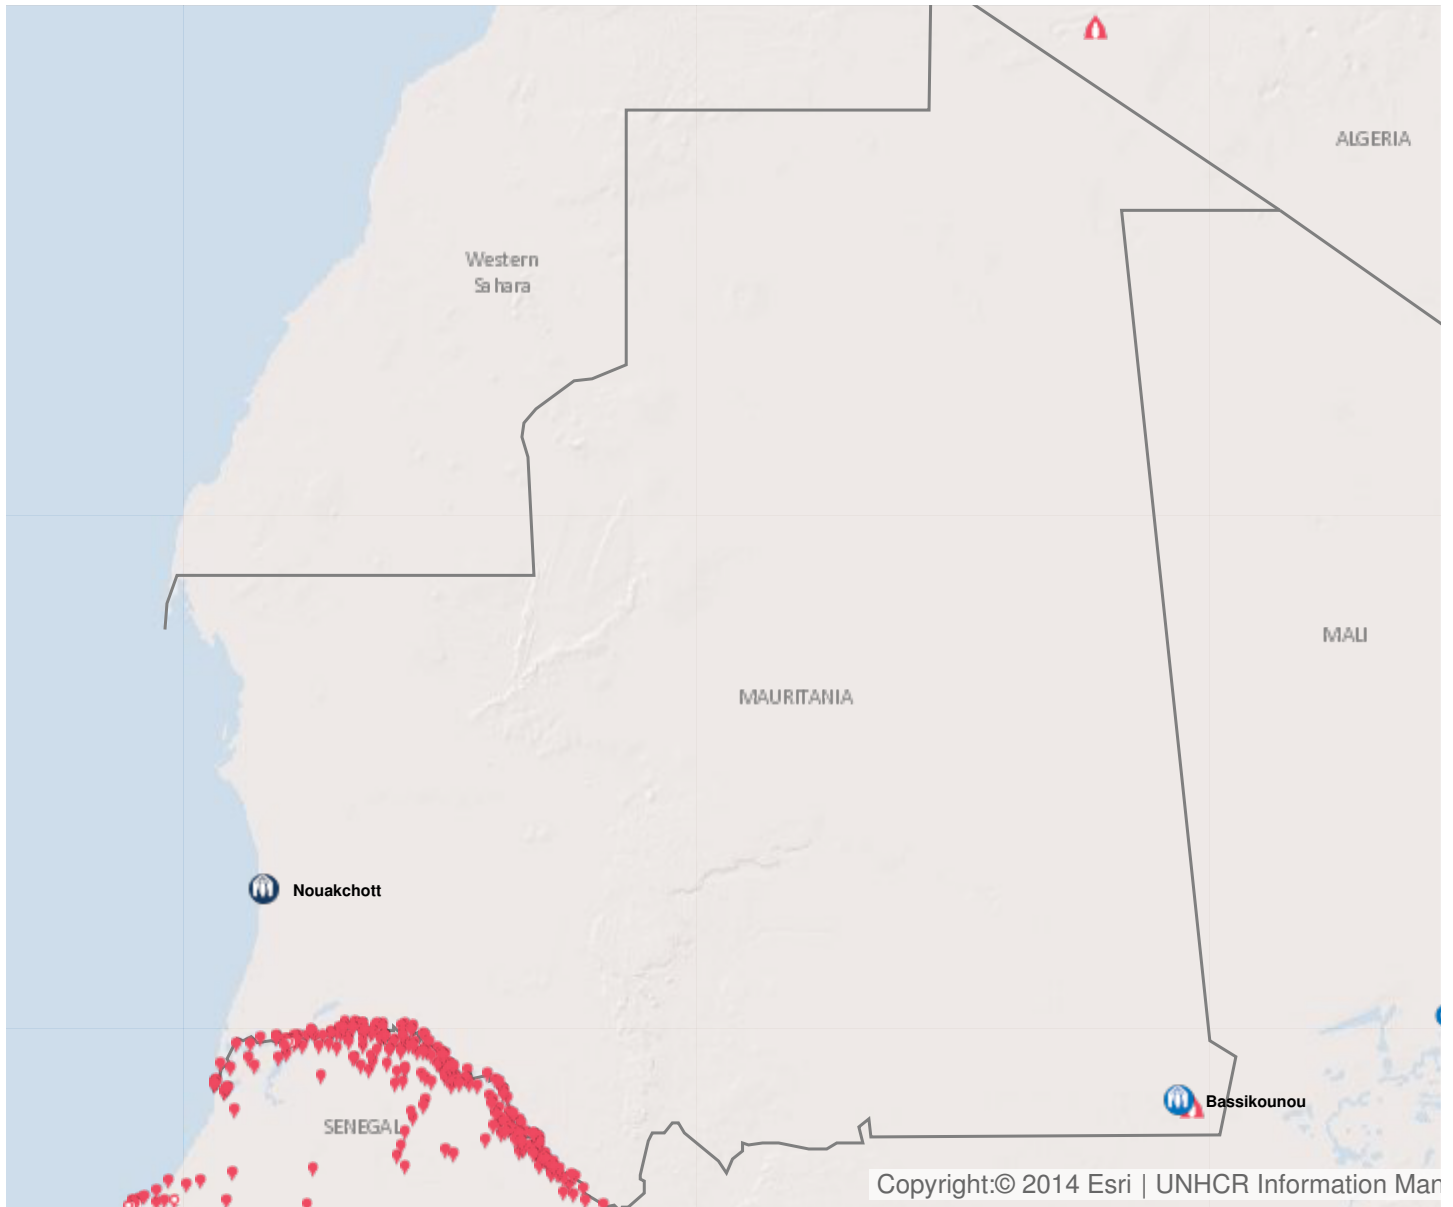 ALGERIA
Western
Sahara
MALI
MAURITANIA
Nouakchott
Bassikounou
SENEGAL
Copyright:© 2014 Esri | UNHCR Information Man